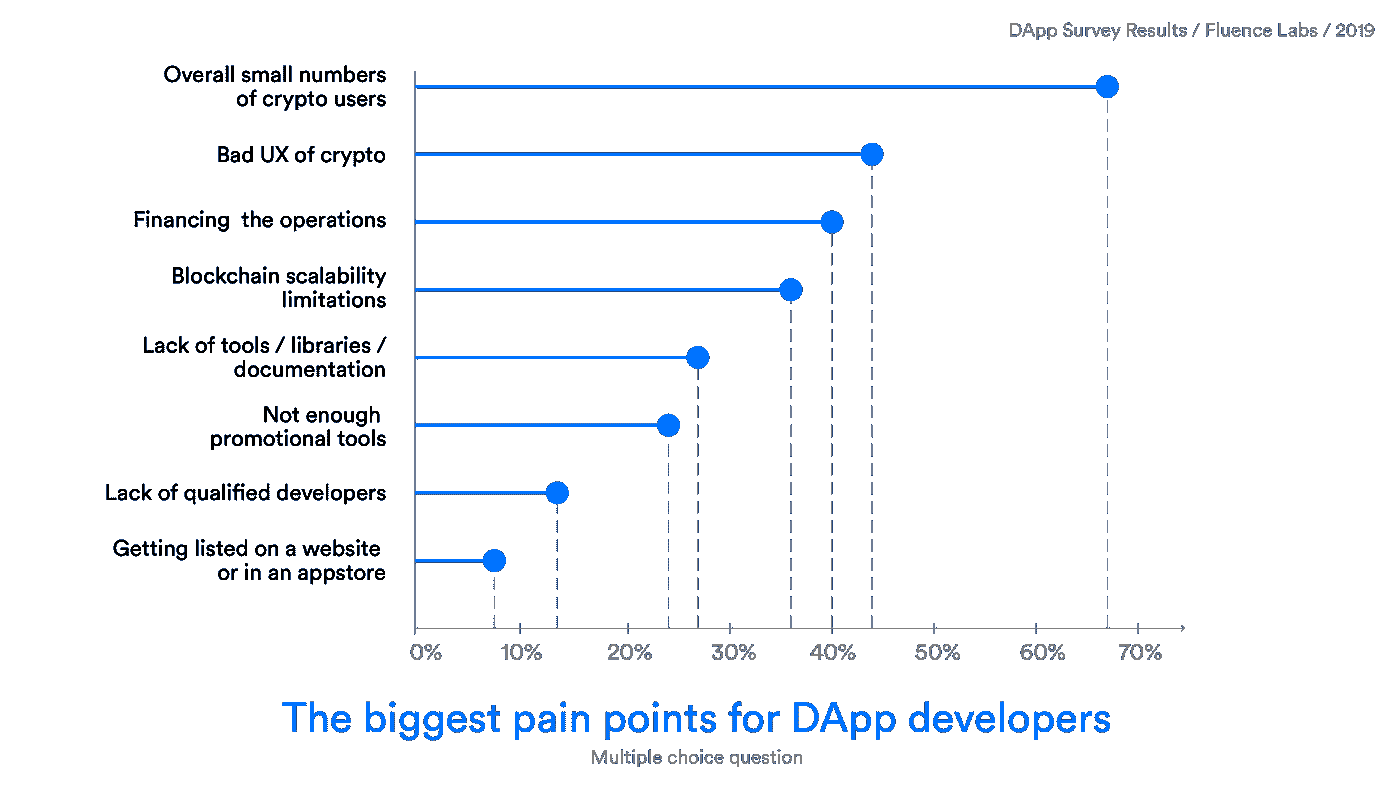 DApp Survey Results / Fluence Labs / 2019
Overall small numbers
of crypto users
Bad UX of crypto
Financing the operations
Blockchain scalability
limitations
Lack of tools / libraries /
documentation
Not enough
promotional tools
Lack of qualified developers
Getting listed on a website
or in an appstore
0% 10% 20% 30% 40% 50% 60% 70%
The biggest pain points for DApp developers
Multiple choice question